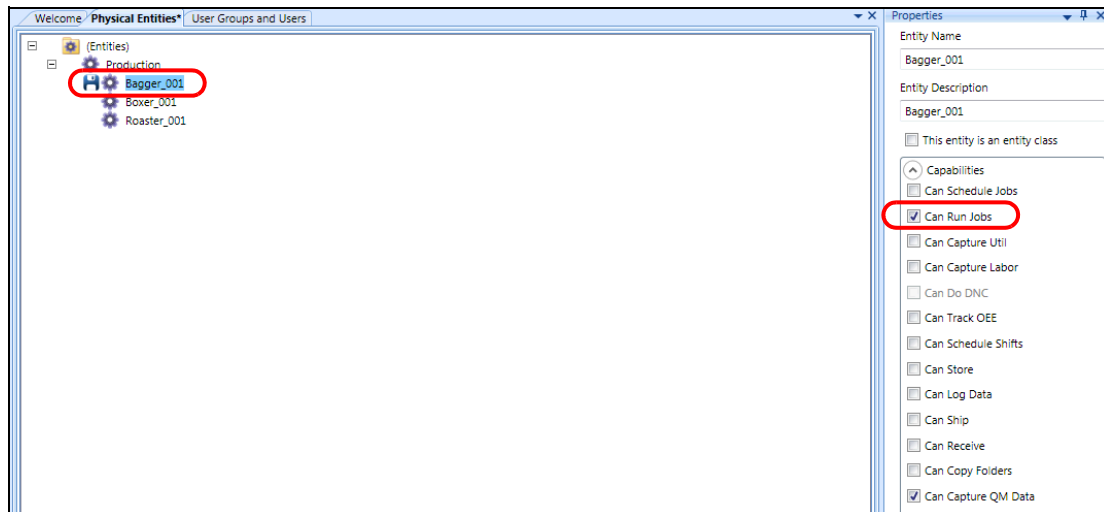 Welcome Physical Entities* User Groups and Users
(Entities)
Production
Bagger_001
Boxer_001
Roaster_001
Properties
Entity Name
Bagger_001
Entity Description
Bagger_001
This entity is an entity class
Capabilities
Can Schedule Jobs
Can Run Jobs
Can Capture Util
Can Capture Labor
Can Do DNC
Can Track OEE
Can Schedule Shifts
Can Store
Can Log Data
Can Ship
Can Receive
Can Copy Folders
Can Capture QM Data